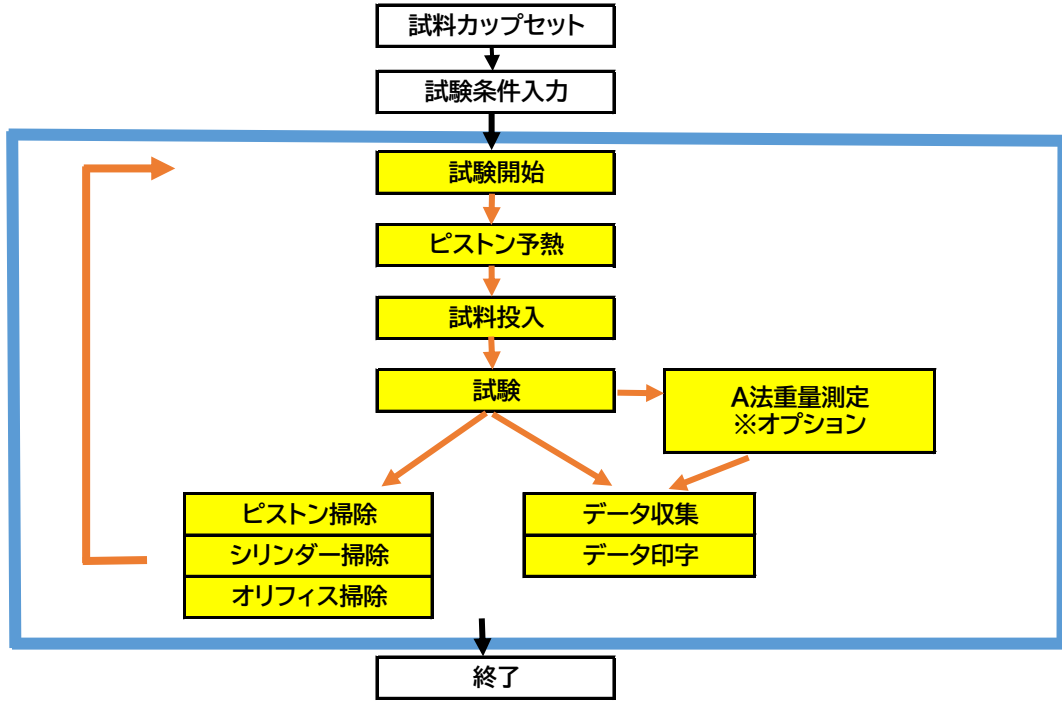 試料カップセット
試験条件入力
試験開始
ピストン予熱
試料投入
試験
A法重量測定
※オプション
ピストン掃除
シリンダー掃除
オリフィス掃除
データ収集
データ印字
終了